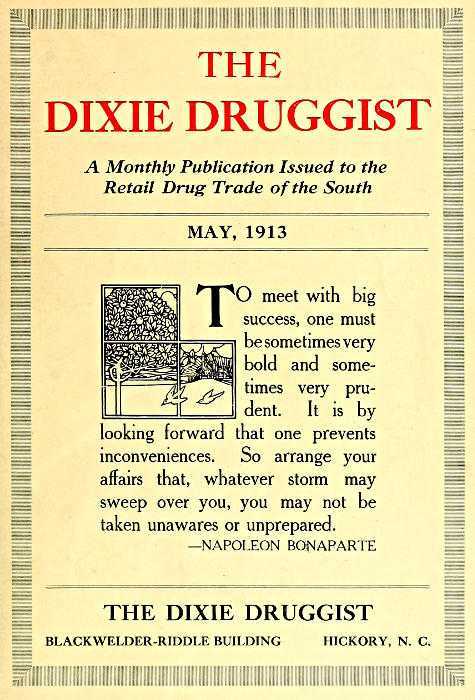 THE
DIXIE DRUGGIST
A Monthly Publication Issued to the
Retail Drug Trade of the South
MAY, 1913
TO meet with big
success, one must
be sometimes very
bold and some-
times very pru-
dent. It is by
looking forward that one prevents
inconveniences. So arrange your
affairs that, whatever storm may
sweep over you, you may not be
taken unawares or unprepared.
—NAPOLEON BONAPARTE
THE DIXIE DRUGGIST
BLACKWELDER-RIDDLE BUILDING HICKORY, N. C.